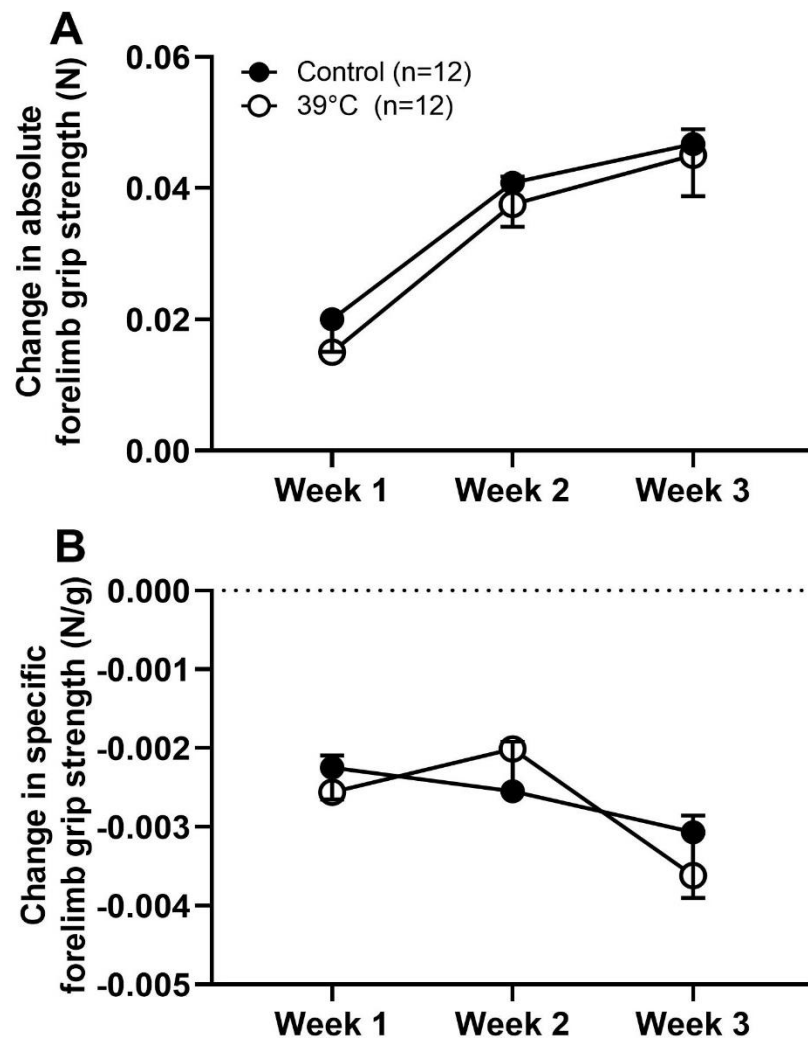 A
Change in absolute
forelimb grip strength (N)
0.06
0.04
0.02
0.00
Control (n=12)
39°C (n=12)
Week 1 Week 2 Week 3
B
Change in specific
forelimb grip strength (N/g)
0.000
-0.001
-0.002
-0.003
-0.004
-0.005
Week 1 Week 2 Week 3